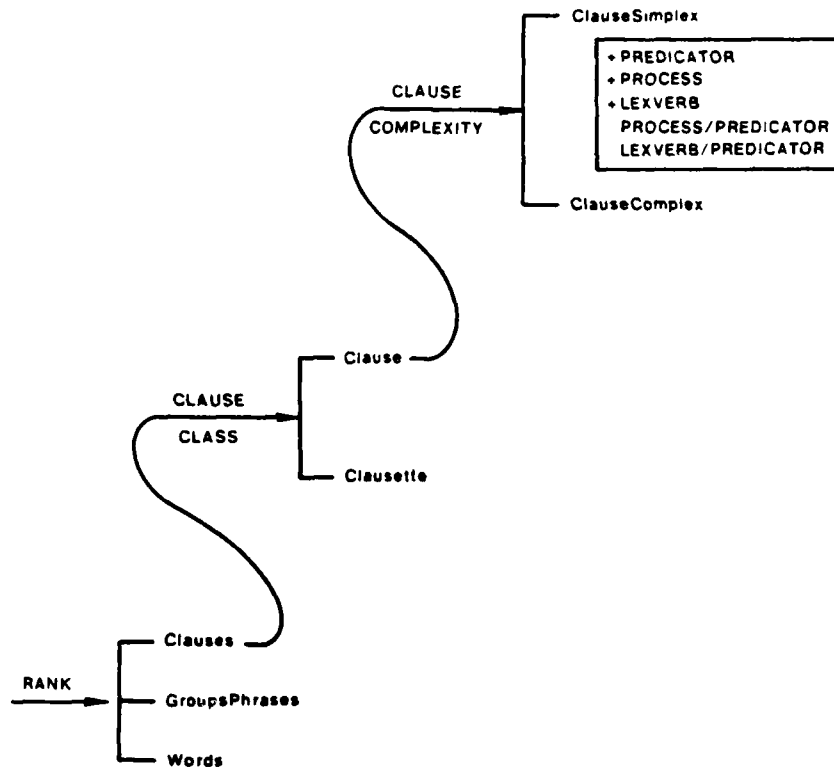 ClauseSimplex
+ PREDICATOR
+ PROCESS
+ LEXVERB
PROCESS/PREDICATOR
LEXVERB/PREDICATOR
CLAUSE
COMPLEXITY
ClauseComplex
Clause
CLAUSE
CLASS
Clausette
Clauses
RANK
GroupsPhrases
Words